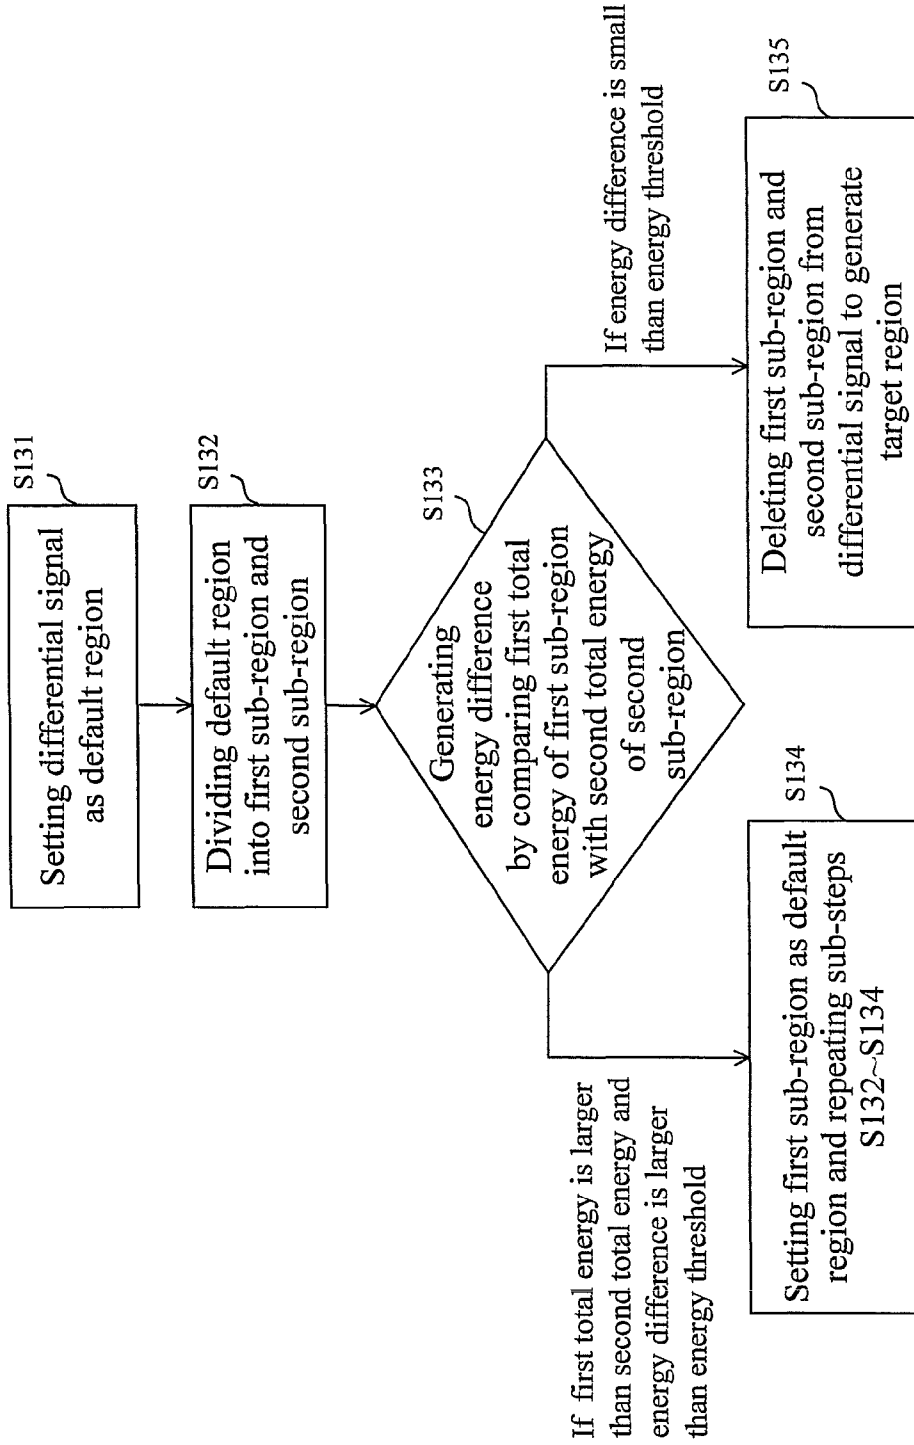 S131
Setting differential signal
as default region
S132
Dividing default region
into first sub-region and
second sub-region
S133
Generating
energy difference
by comparing first total
energy of first sub-region
with second total energy
of second
sub-region
If first total energy is larger
than second total energy and
energy difference is larger
than energy threshold
S134
Setting first sub-region as default
region and repeating sub-steps
S132~S134
If energy difference is small
than energy threshold
S135
Deleting first sub-region and
second sub-region from
differential signal to generate
target region